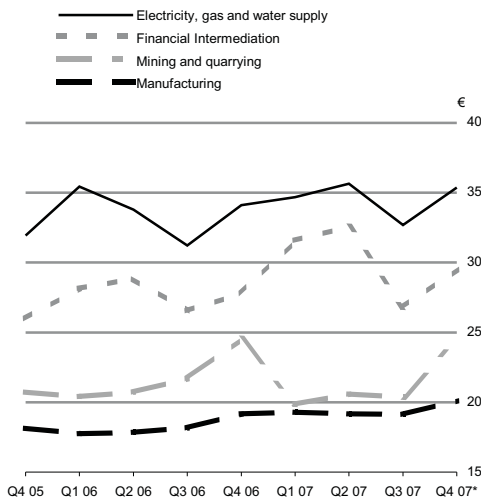 Electricity, gas and water supply
Financial Intermediation
Mining and quarrying
Manufacturing
€
40
35
30
25
20
15
Q4 05 Q1 06 Q2 06 Q3 06 Q4 06 Q1 07 Q2 07 Q3 07 Q4 07*